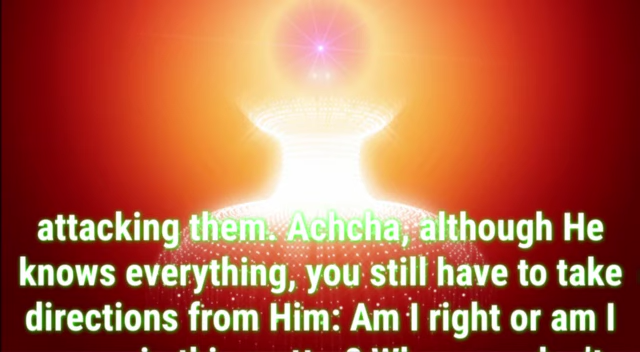 attacking them. Achcha, although He
knows everything, you still have to take
directions from Him: Am I right or am I